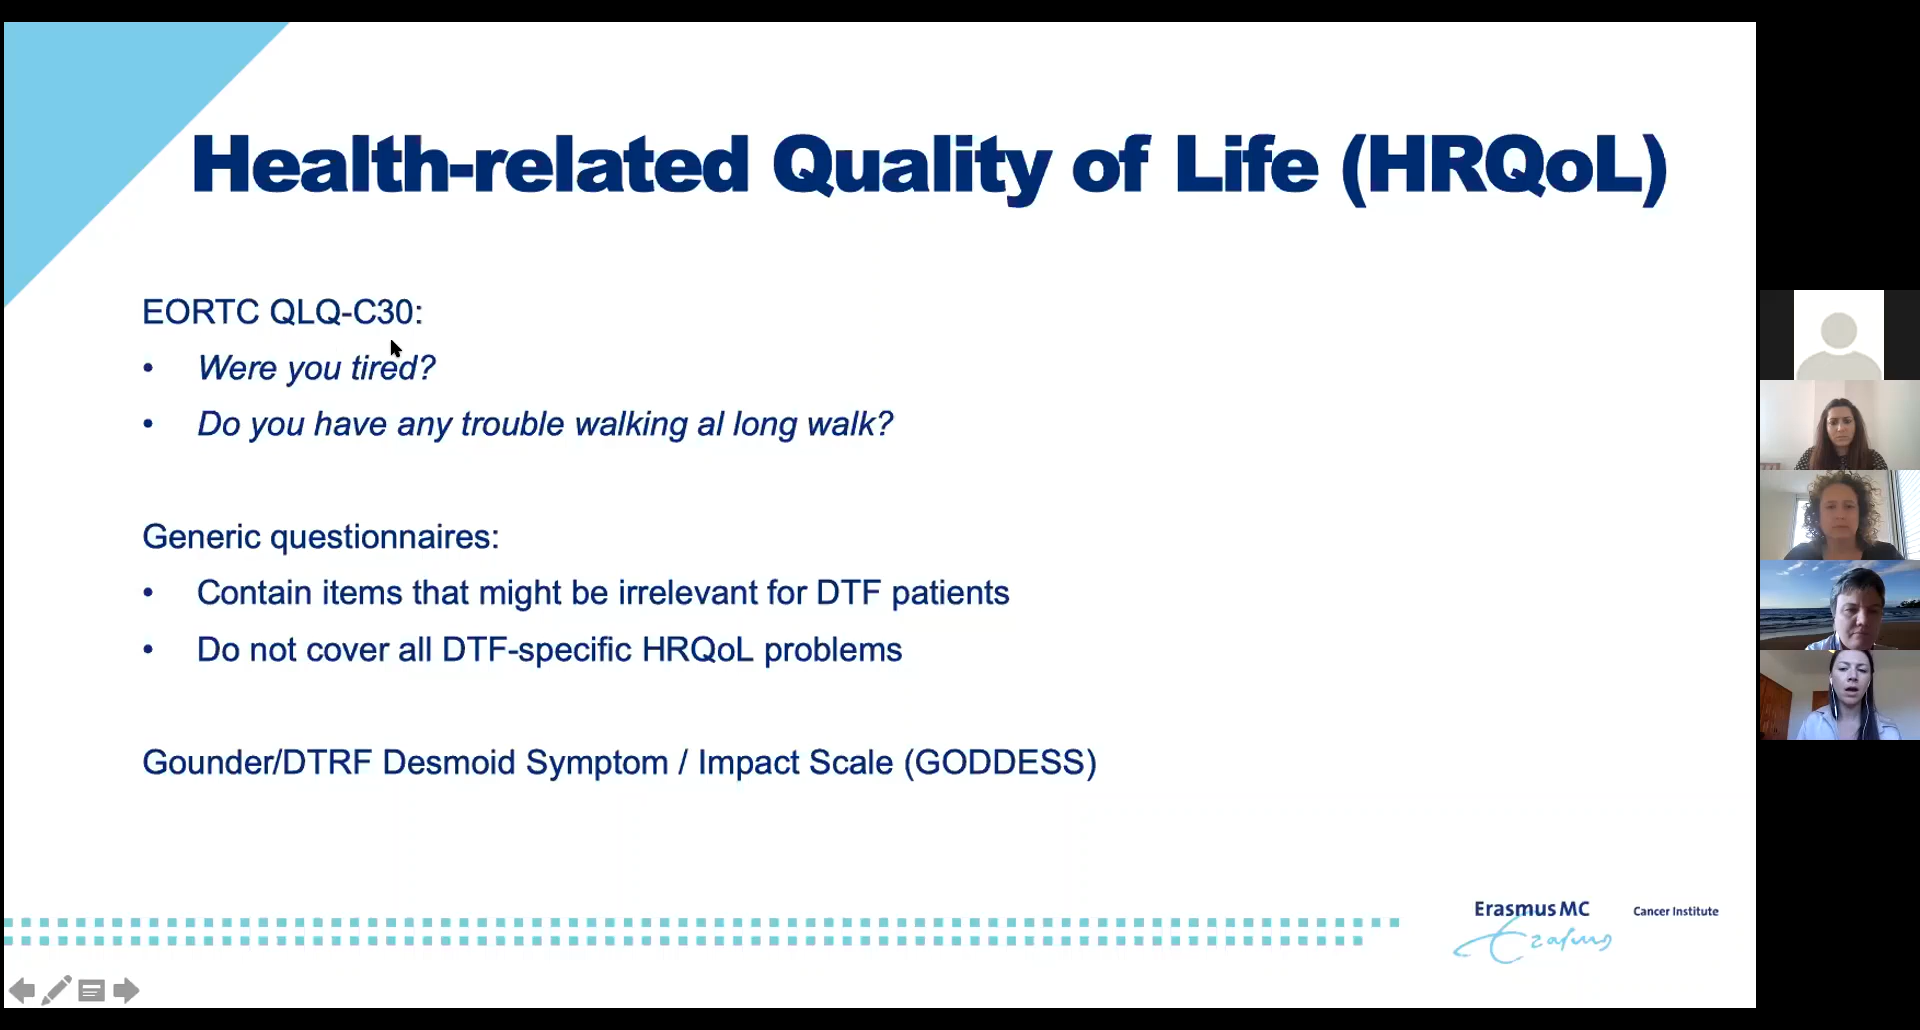 Health-related Quality of Life (HRQoL)
EORTC QLQ-C30:
• Were you tired?
• Do you have any trouble walking al long walk?
Generic questionnaires:
• Contain items that might be irrelevant for DTF patients
• Do not cover all DTF-specific HRQoL problems
Gounder/DTRF Desmoid Symptom / Impact Scale (GODDESS)
Erasmus MC
Cancer Institute
Erasmus